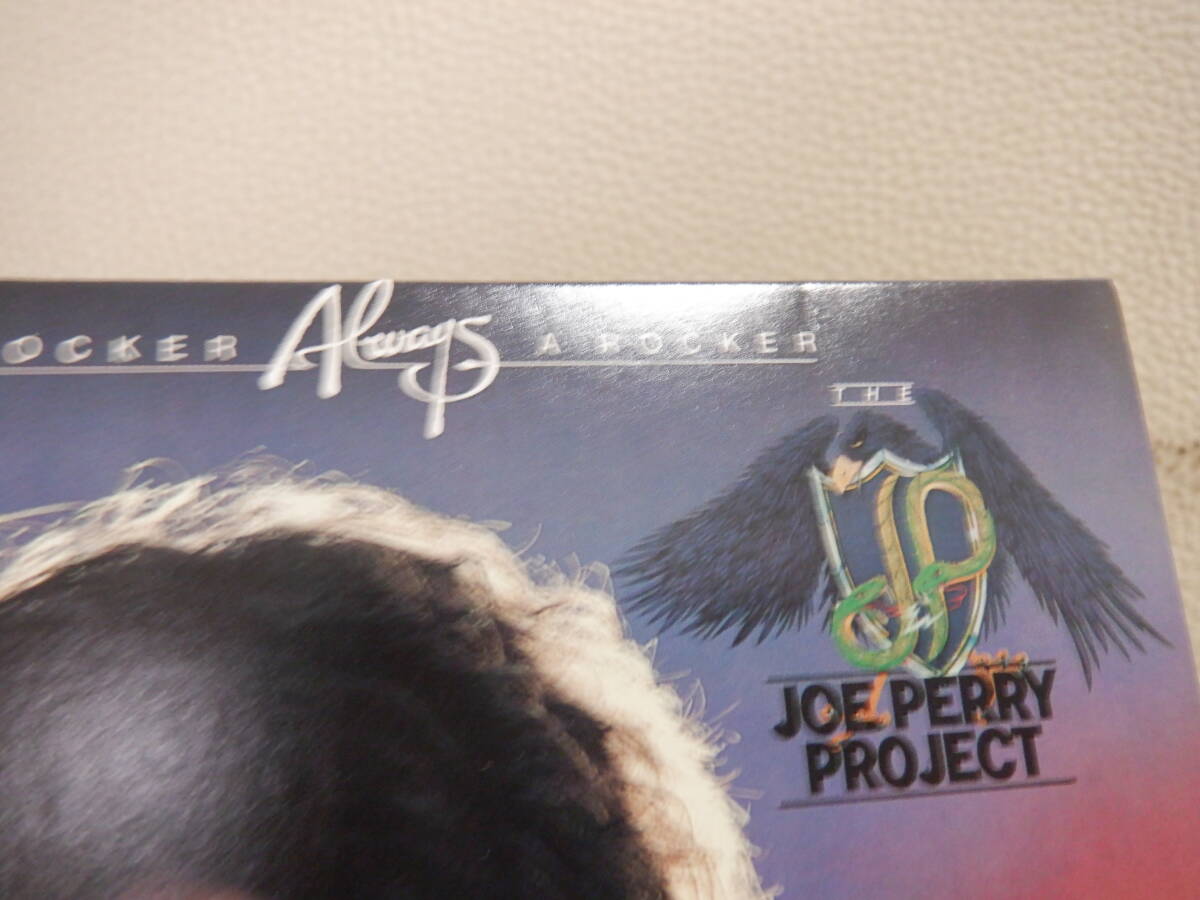 OCKER Always A ROCKER
THE
JOE PERRY
PROJECT